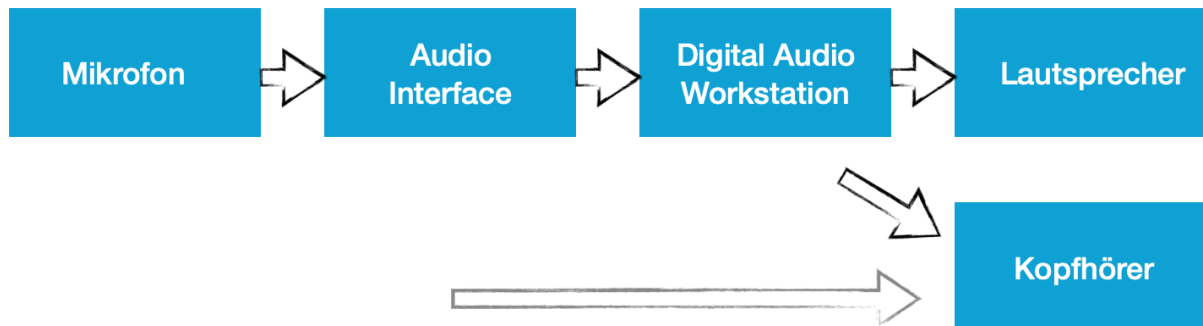 Mikrofon
Audio
Interface
Digital Audio
Workstation
Lautsprecher
Kopfhörer